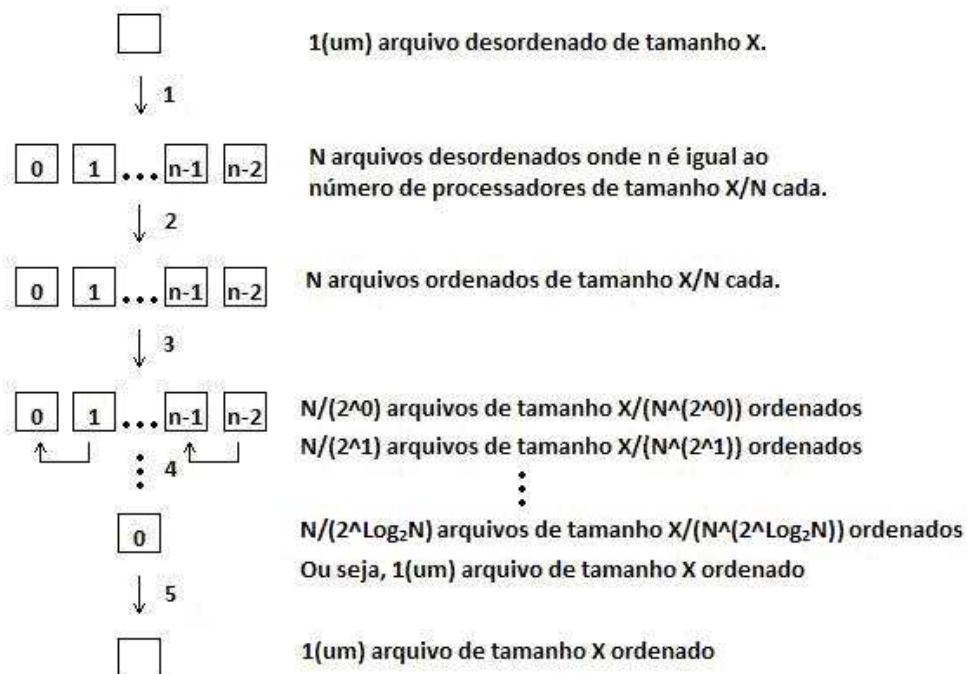 1(um) arquivo desordenado de tamanho X.
1
0 1 ... n-1 n-2
N arquivos desordenados onde n é igual ao
número de processadores de tamanho X/N cada.
2
0 1 ... n-1 n-2
N arquivos ordenados de tamanho X/N cada.
3
0 1 ... n-1 n-2
N/(2^0) arquivos de tamanho X/(N^(2^0)) ordenados
N/(2^1) arquivos de tamanho X/(N^(2^1)) ordenados
4
0
N/(2^Log₂N) arquivos de tamanho X/(N^(2^Log₂N)) ordenados
Ou seja, 1(um) arquivo de tamanho X ordenado
5
1(um) arquivo de tamanho X ordenado